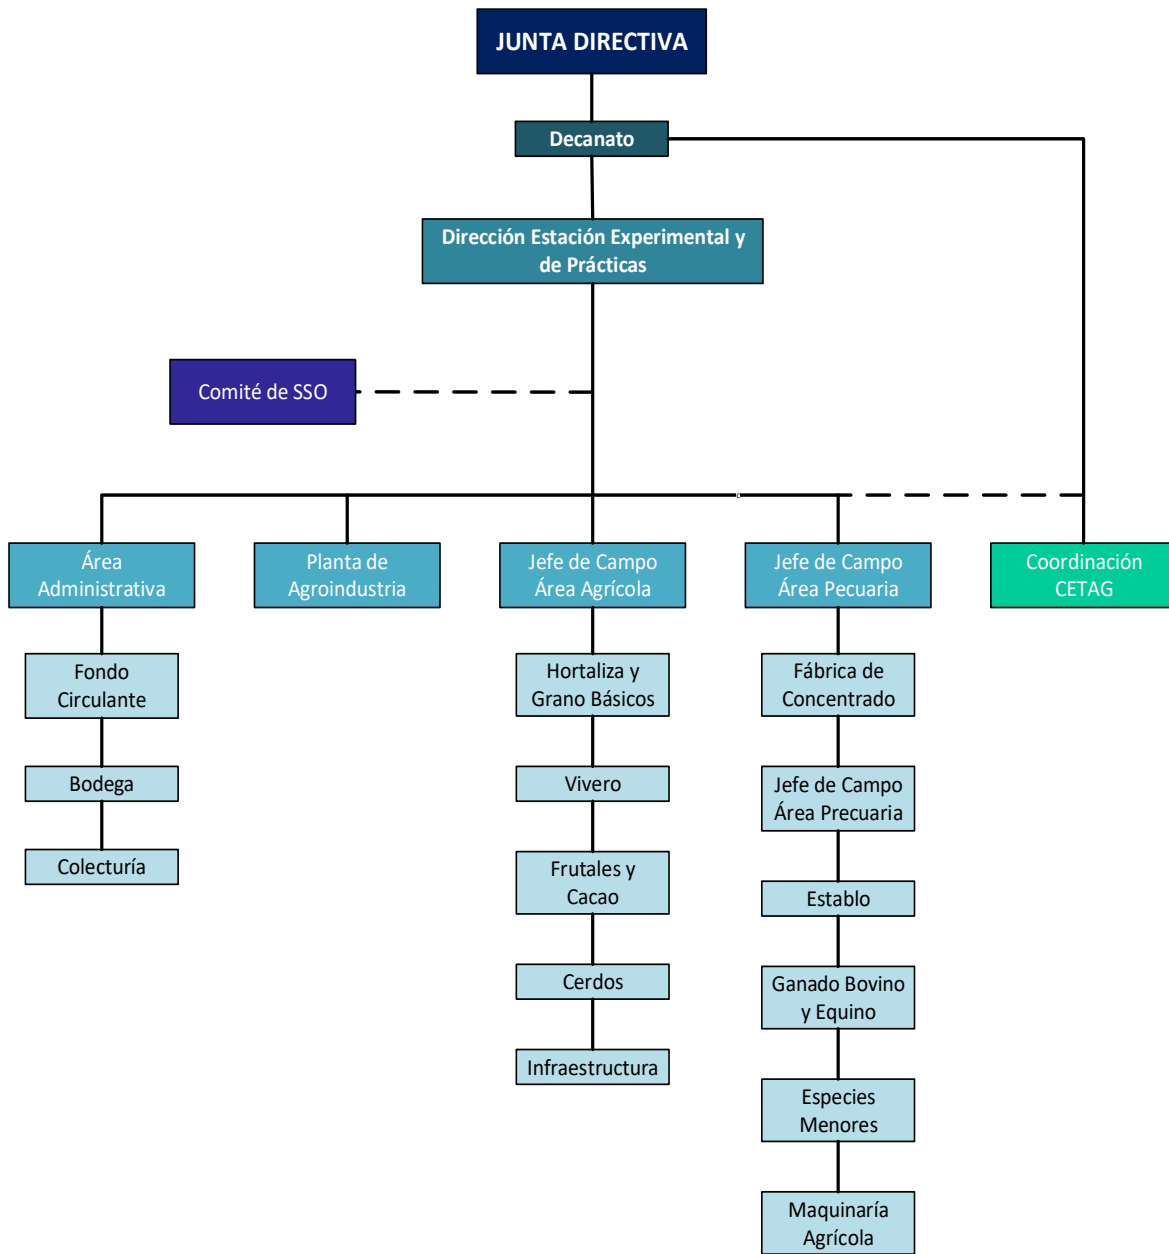 JUNTA DIRECTIVA
Decanato
Dirección Estación Experimental y
de Prácticas
Comité de SSO
Área
Administrativa
Planta de
Agroindustria
Jefe de Campo
Área Agrícola
Jefe de Campo
Área Pecuaria
Coordinación
CETAG
Fondo
Circulante
Bodega
Colecturía
Hortaliza y
Grano Básicos
Vivero
Frutales y
Cacao
Cerdos
Infraestructura
Fábrica de
Concentrado
Jefe de Campo
Área Precuaria
Establo
Ganado Bovino
y Equino
Especies
Menores
Maquinaría
Agrícola